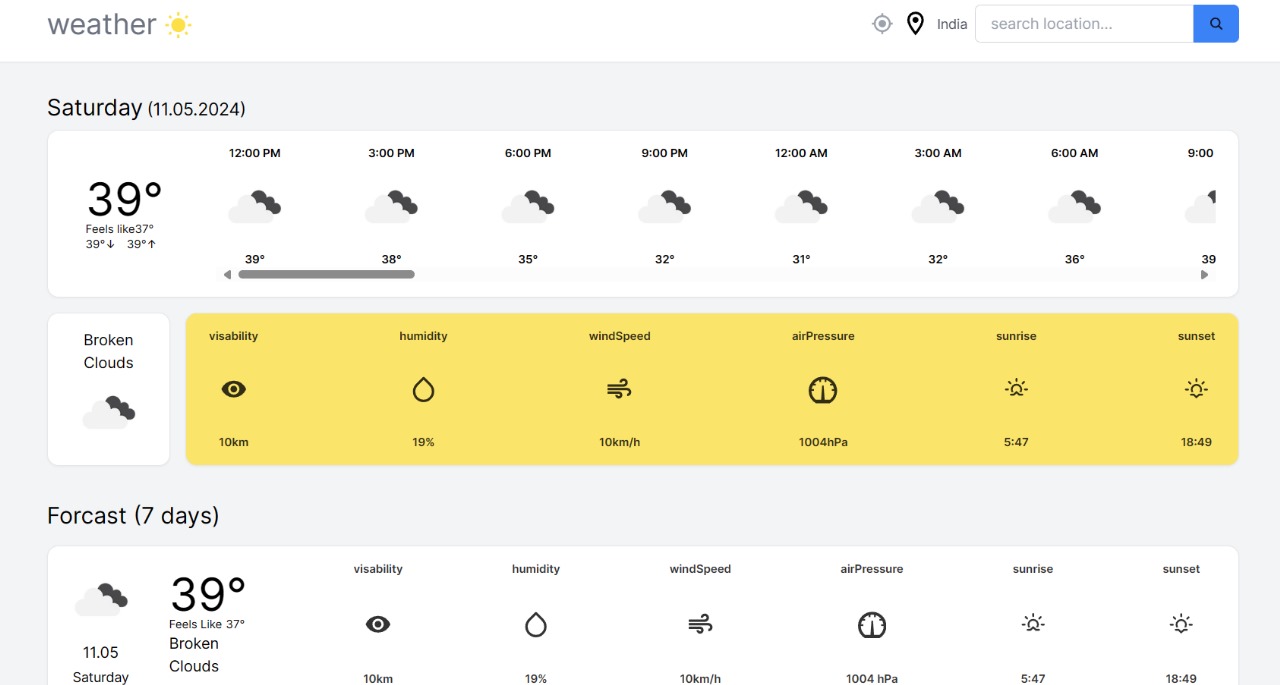 weather
India
search location...
Saturday (11.05.2024)
12:00 PM 3:00 PM 6:00 PM 9:00 PM 12:00 AM 3:00 AM 6:00 AM 9:00
39°
Feels like37°
39°↓ 39°↑
39° 38° 35° 32° 31° 32° 36° 39
Broken
Clouds
visability humidity windSpeed airPressure sunrise sunset
10km 19% 10km/h 1004hPa 5:47 18:49
Forcast (7 days)
39°
Feels Like 37°
Broken
Clouds
11.05
Saturday
visability humidity windSpeed airPressure sunrise sunset
10km 19% 10km/h 1004 hPa 5:47 18:49